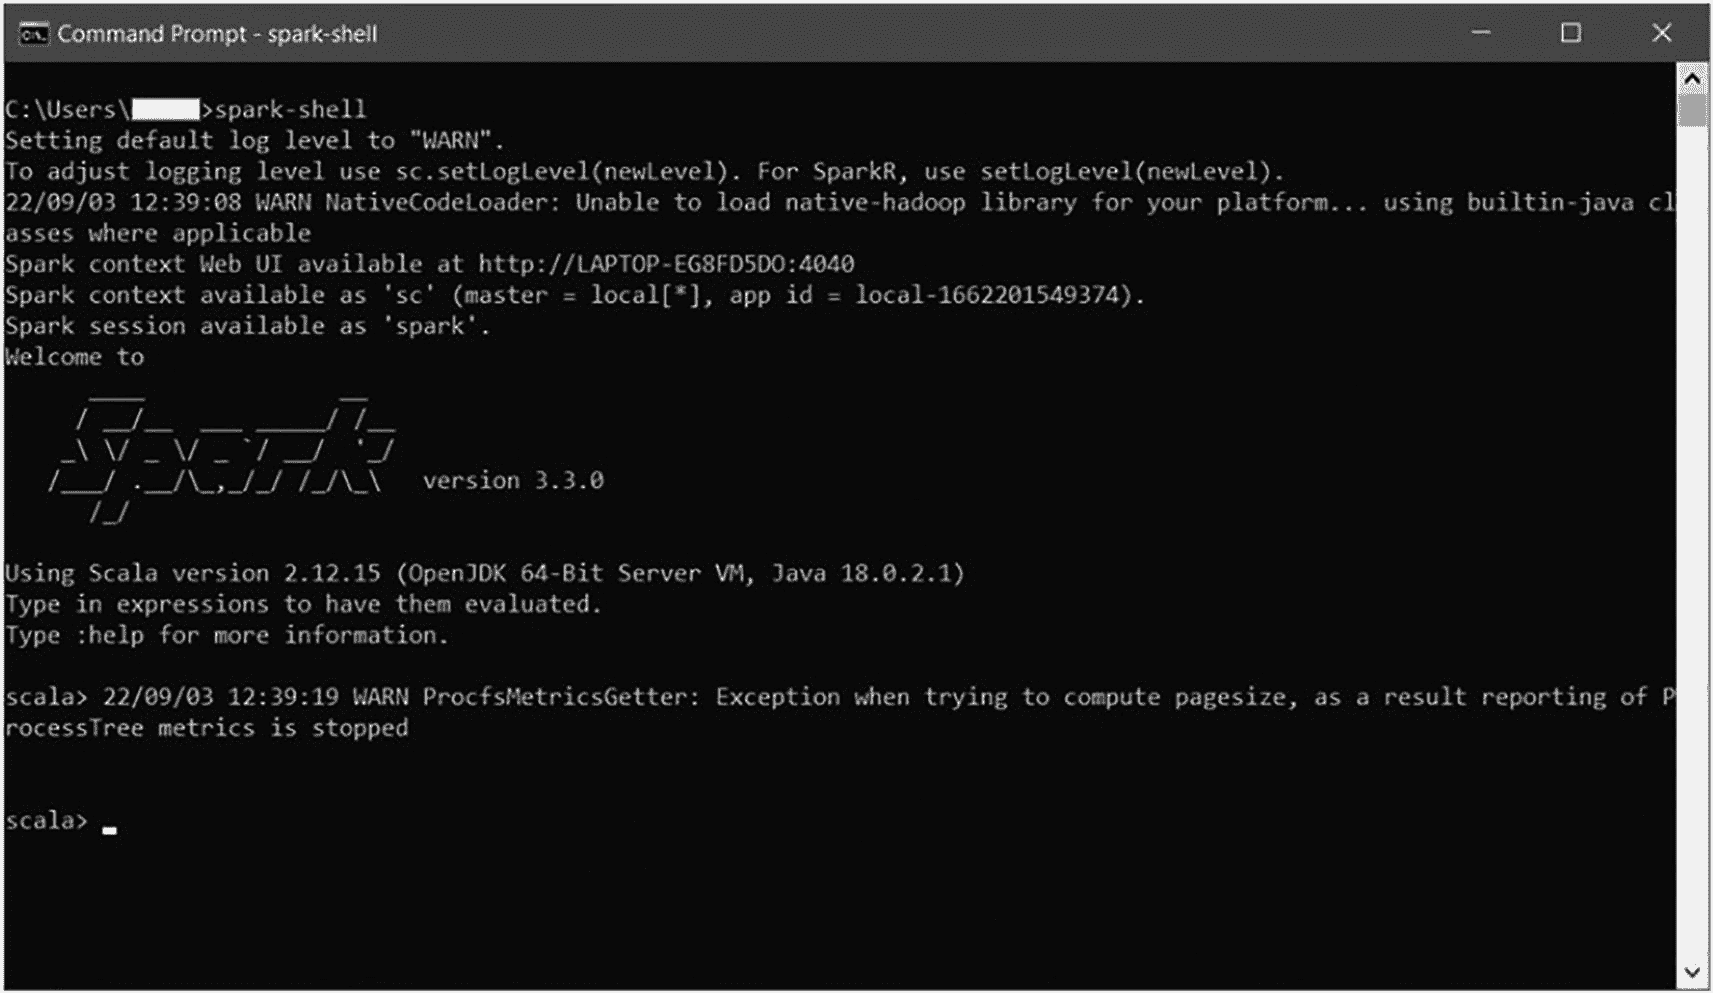 Command Prompt - spark-shell
C:\Users\ >spark-shell
Setting default log level to "WARN".
To adjust logging level use sc.setLogLevel(newLevel). For SparkR, use setLogLevel(newLevel).
22/09/03 12:39:08 WARN NativeCodeLoader: Unable to load native-hadoop library for your platform... using builtin-java cl
asses where applicable
Spark context Web UI available at http://LAPTOP-EG8FD5DO:4040
Spark context available as 'sc' (master = local[*], app id = local-1662201549374).
Spark session available as 'spark'.
Welcome to
Spark
version 3.3.0
Using Scala version 2.12.15 (OpenJDK 64-Bit Server VM, Java 18.0.2.1)
Type in expressions to have them evaluated.
Type :help for more information.
scala> 22/09/03 12:39:19 WARN ProcfsMetricsGetter: Exception when trying to compute pagesize, as a result reporting of P
rocessTree metrics is stopped
scala>